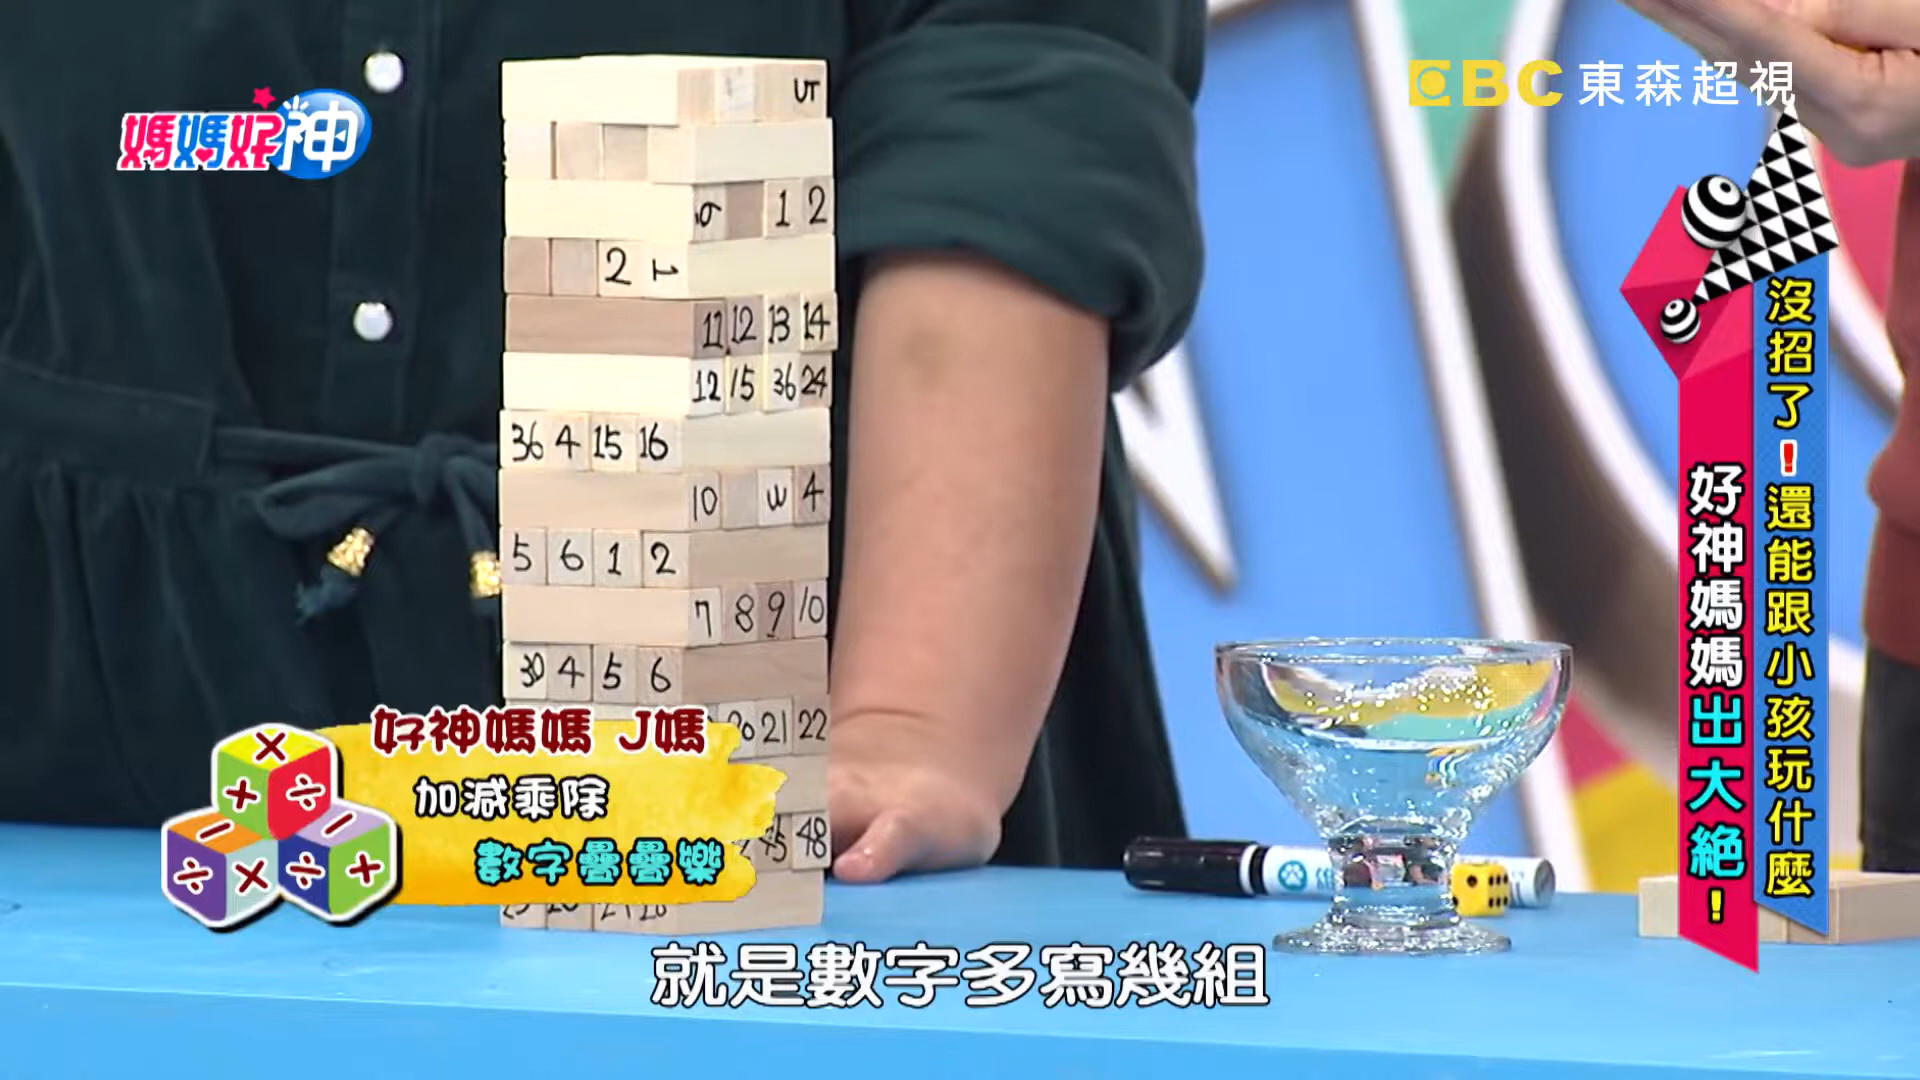 媽媽好神
EBC 東森超視
沒招了!還能跟小孩玩什麼
好神媽媽出大絕!
1 2
2 1
11 12 13 14
12 15 36 24
36 4 15 16
10 4
5 6 1 2
7 8 9 10
30 4 5 6
20 21 22
45 48
好神媽媽 J媽
加減乘除
數字疊疊樂
就是數字多寫幾組